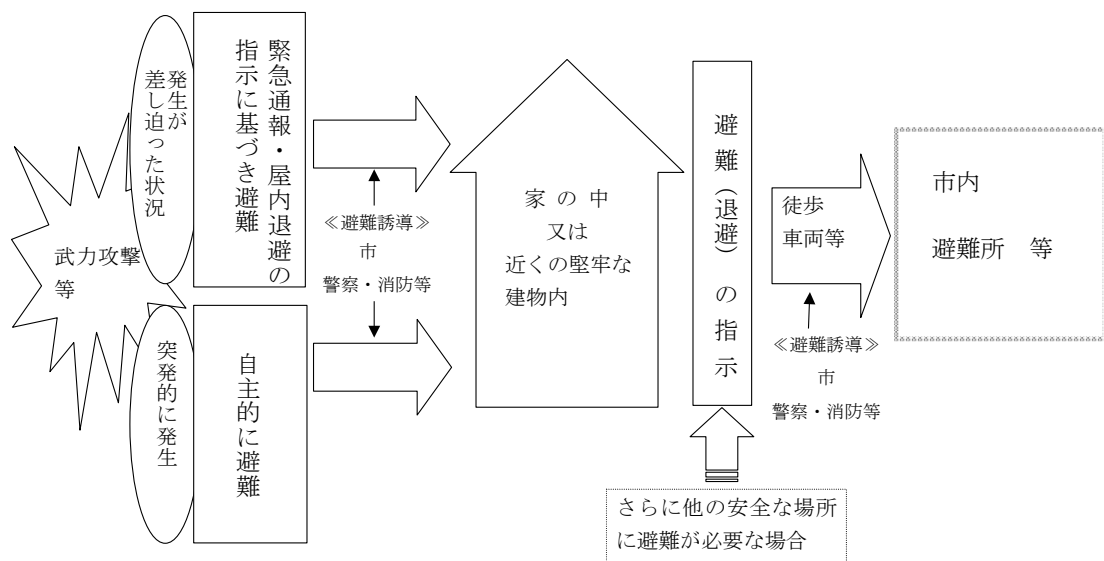 武力攻撃
等
発生が
差し迫った状況
緊急通報・屋内退避の
指示に基づき避難
突発的に発生
自主的に避難
≪避難誘導≫
市
警察・消防等
家の中
又は
近くの堅牢な
建物内
避難(退避)の指示
さらに他の安全な場所
に避難が必要な場合
徒歩
車両等
≪避難誘導≫
市
警察・消防等
市内
避難所　等